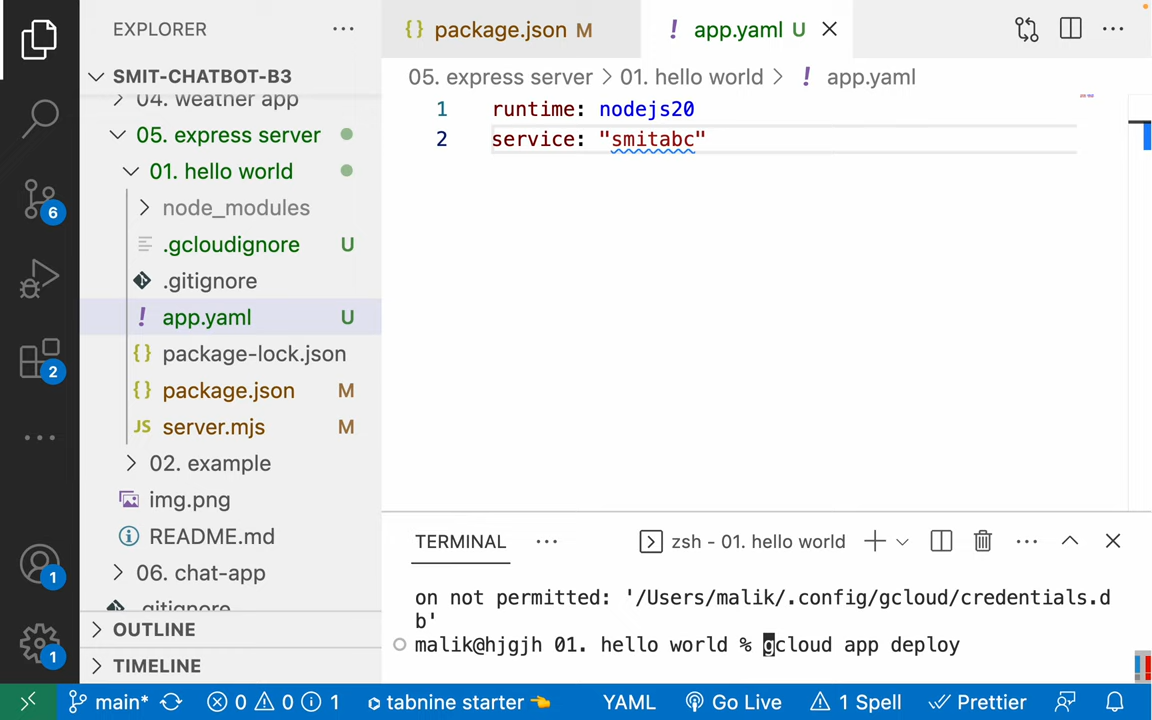 EXPLORER
SMIT-CHATBOT-B3
04. weather app
05. express server
01. hello world
node_modules
.gcloudignore U
.gitignore
app.yaml U
package-lock.json
package.json M
server.mjs M
02. example
img.png
README.md
06. chat-app
.gitignore
OUTLINE
TIMELINE
6
2
1
1
package.json M
app.yaml U
05. express server > 01. hello world > ! app.yaml
1 runtime: nodejs20
2 service: "smitabc"
TERMINAL
zsh - 01. hello world
on not permitted: '/Users/malik/.config/gcloud/credentials.d
b'
malik@hjgjh 01. hello world % gcloud app deploy
main* 0 0 1 tabnine starter 👈 YAML Go Live 1 Spell Prettier